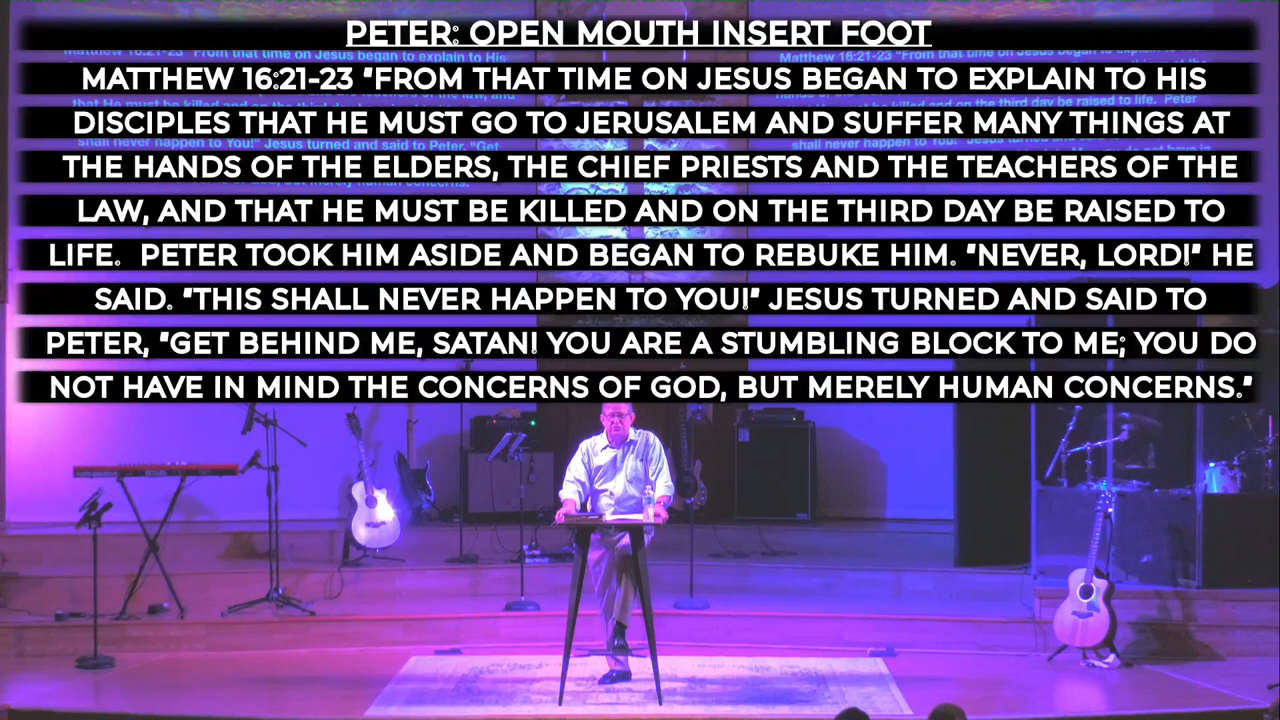 PETER: OPEN MOUTH INSERT FOOT
MATTHEW 16:21-23 "FROM THAT TIME ON JESUS BEGAN TO EXPLAIN TO HIS
DISCIPLES THAT HE MUST GO TO JERUSALEM AND SUFFER MANY THINGS AT
THE HANDS OF THE ELDERS, THE CHIEF PRIESTS AND THE TEACHERS OF THE
LAW, AND THAT HE MUST BE KILLED AND ON THE THIRD DAY BE RAISED TO
LIFE.  PETER TOOK HIM ASIDE AND BEGAN TO REBUKE HIM. "NEVER, LORD!" HE
SAID. "THIS SHALL NEVER HAPPEN TO YOU!" JESUS TURNED AND SAID TO
PETER, "GET BEHIND ME, SATAN! YOU ARE A STUMBLING BLOCK TO ME; YOU DO
NOT HAVE IN MIND THE CONCERNS OF GOD, BUT MERELY HUMAN CONCERNS."